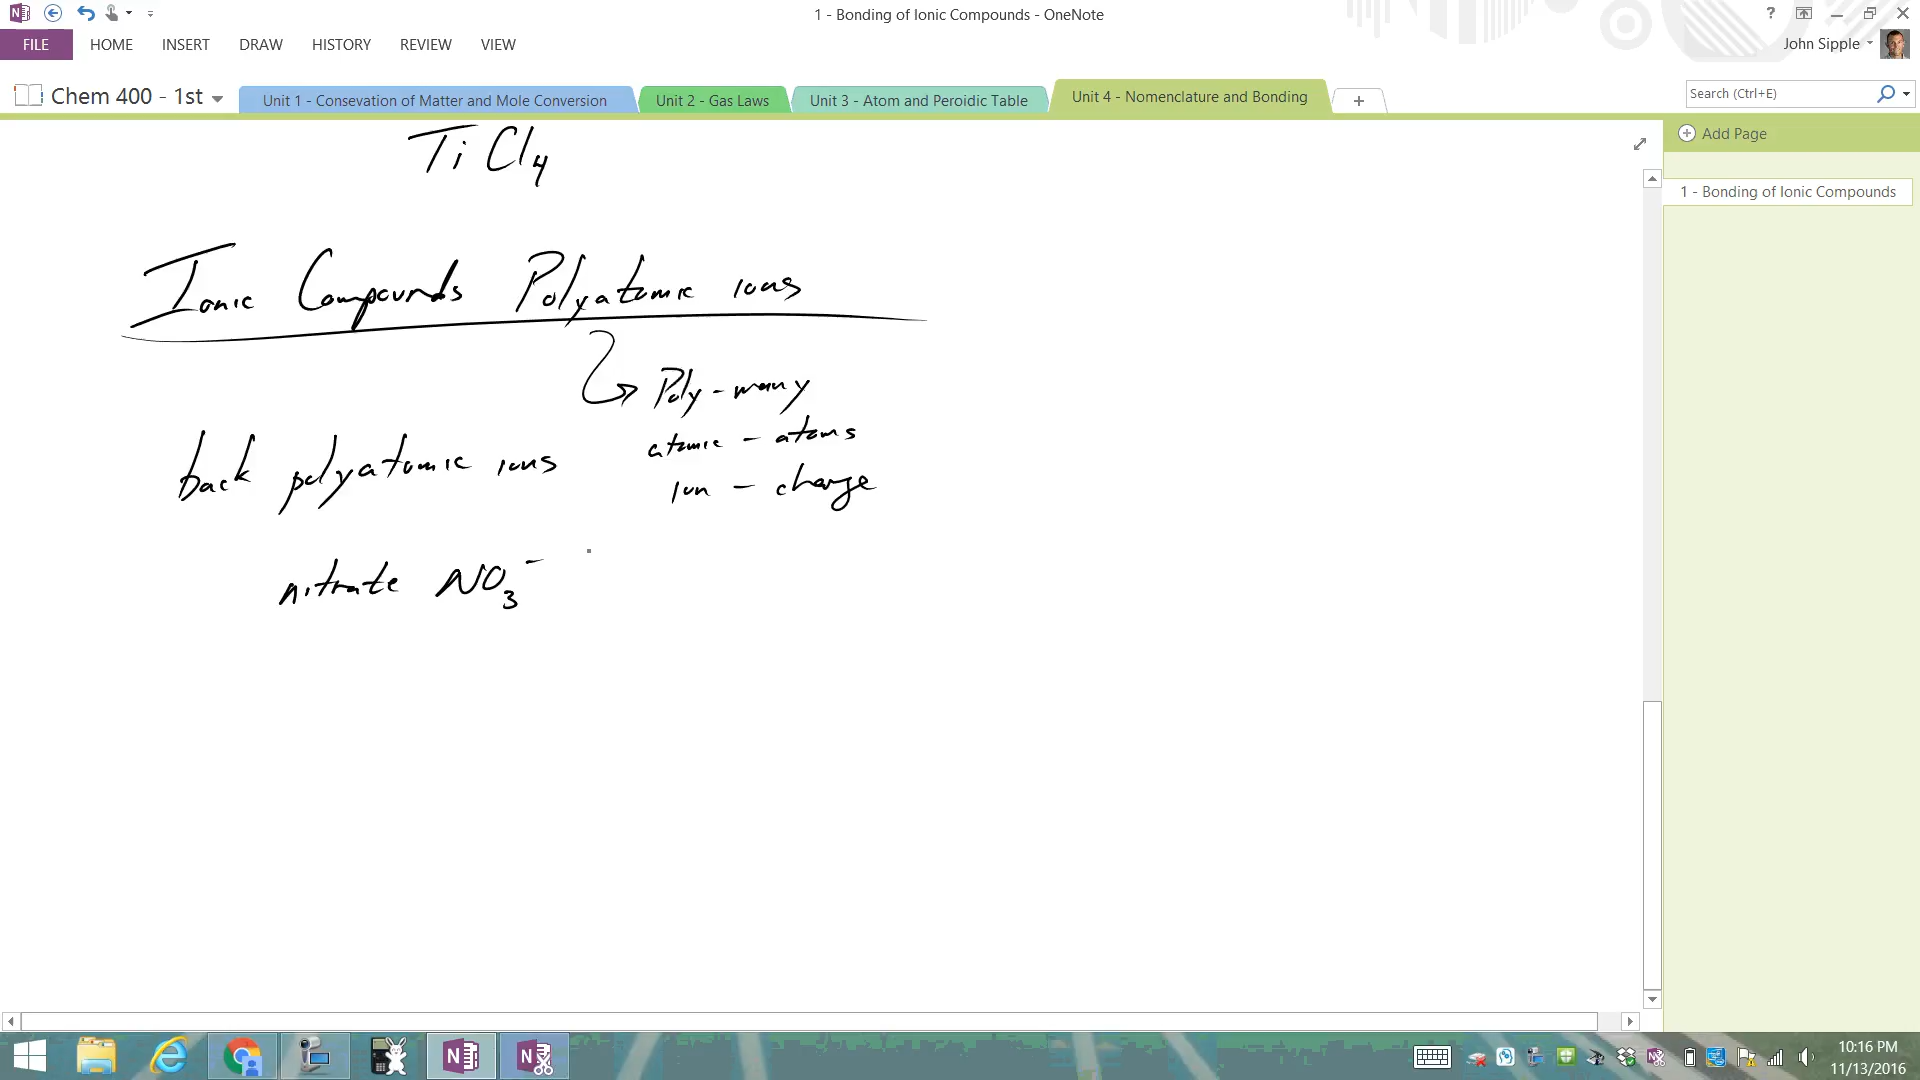 1 - Bonding of Ionic Compounds - OneNote
?
FILE HOME INSERT DRAW HISTORY REVIEW VIEW
John Sipple
Chem 400 - 1st
Unit 1 - Consevation of Matter and Mole Conversion
Unit 2 - Gas Laws
Unit 3 - Atom and Peroidic Table
Unit 4 - Nomenclature and Bonding
+
Search (Ctrl+E)
Add Page
1 - Bonding of Ionic Compounds
TiCl4
Ionic Compounds Polyatomic ions
Poly - many
atomic - atoms
ion - charge
back polyatomic ions
nitrate NO3-
10:16 PM
11/13/2016